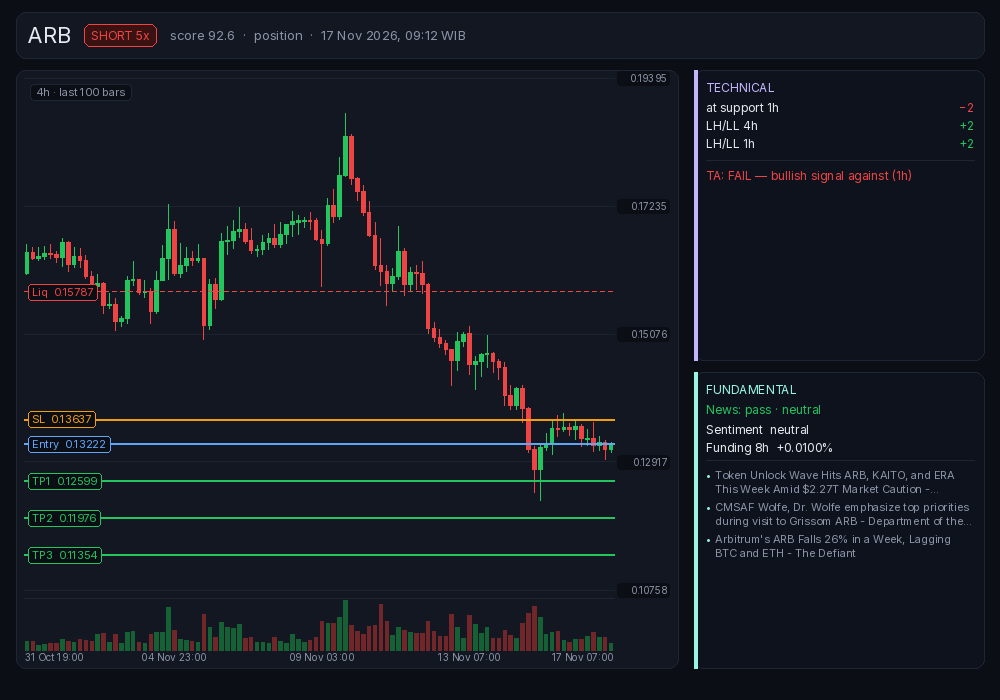 ARB SHORT 5x score 92.6 · position · 17 Nov 2026, 09:12 WIB
4h · last 100 bars
0.19395
0.17235
0.15076
0.12917
0.10758
Liq 0.15787
SL 0.13637
Entry 0.13222
TP1 0.12599
TP2 0.11976
TP3 0.11354
31 Oct 19:00 04 Nov 23:00 09 Nov 03:00 13 Nov 07:00 17 Nov 07:00
TECHNICAL
at support 1h −2
LH/LL 4h +2
LH/LL 1h +2
TA: FAIL — bullish signal against (1h)
FUNDAMENTAL
News: pass · neutral
Sentiment neutral
Funding 8h +0.0100%
• Token Unlock Wave Hits ARB, KAITO, and ERA
This Week Amid $2.27T Market Caution -...
• CMSAF Wolfe, Dr. Wolfe emphasize top priorities
during visit to Grissom ARB - Department of the...
• Arbitrum's ARB Falls 26% in a Week, Lagging
BTC and ETH - The Defiant